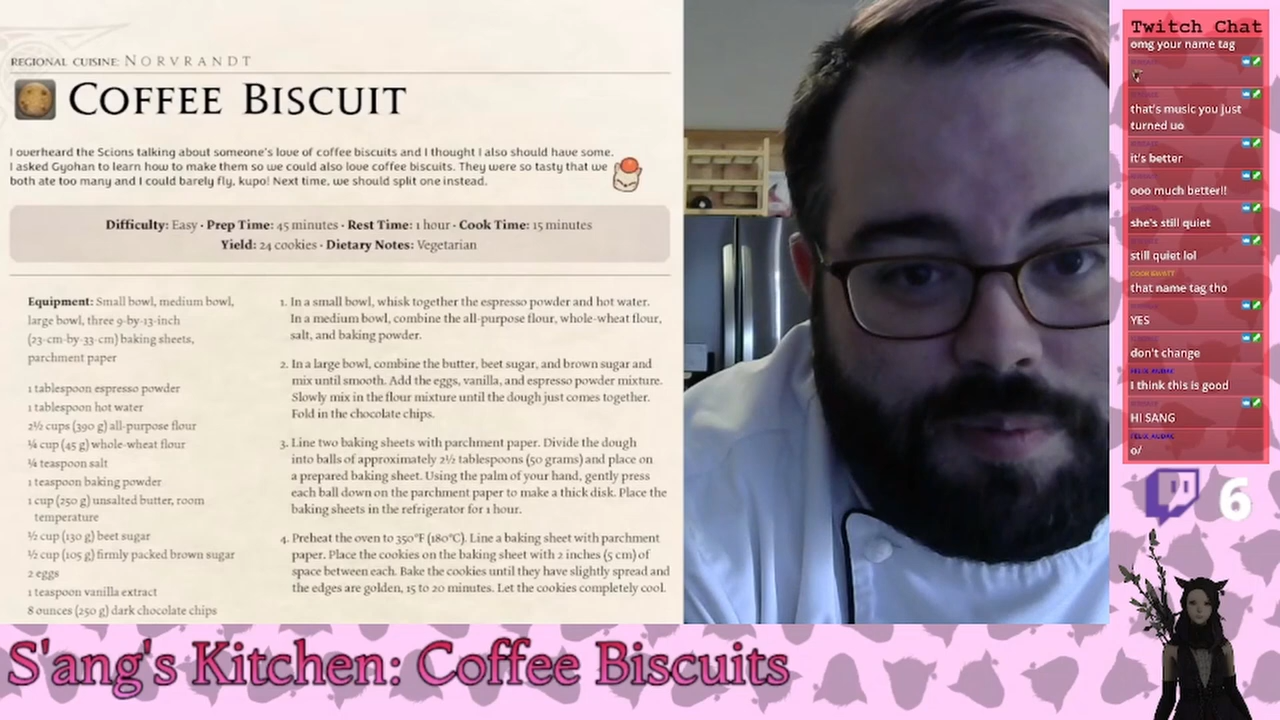 REGIONAL CUISINE: NORVRANDT
COFFEE BISCUIT
I overheard the Scions talking about someone's love of coffee biscuits and I thought I also should have some.
I asked Gyohan to learn how to make them so we could also love coffee biscuits. They were so tasty that we
both ate too many and I could barely fly, kupo! Next time, we should split one instead.
Difficulty: Easy • Prep Time: 45 minutes • Rest Time: 1 hour • Cook Time: 15 minutes
Yield: 24 cookies • Dietary Notes: Vegetarian
Equipment: Small bowl, medium bowl,
large bowl, three 9-by-13-inch
(23-cm-by-33-cm) baking sheets,
parchment paper
1 tablespoon espresso powder
1 tablespoon hot water
2½ cups (390 g) all-purpose flour
¼ cup (45 g) whole-wheat flour
¼ teaspoon salt
1 teaspoon baking powder
1 cup (250 g) unsalted butter, room
temperature
½ cup (130 g) beet sugar
½ cup (105 g) firmly packed brown sugar
2 eggs
1 teaspoon vanilla extract
8 ounces (250 g) dark chocolate chips
1. In a small bowl, whisk together the espresso powder and hot water.
In a medium bowl, combine the all-purpose flour, whole-wheat flour,
salt, and baking powder.
2. In a large bowl, combine the butter, beet sugar, and brown sugar and
mix until smooth. Add the eggs, vanilla, and espresso powder mixture.
Slowly mix in the flour mixture until the dough just comes together.
Fold in the chocolate chips.
3. Line two baking sheets with parchment paper. Divide the dough
into balls of approximately 2½ tablespoons (50 grams) and place on
a prepared baking sheet. Using the palm of your hand, gently press
each ball down on the parchment paper to make a thick disk. Place the
baking sheets in the refrigerator for 1 hour.
4. Preheat the oven to 350°F (180°C). Line a baking sheet with parchment
paper. Place the cookies on the baking sheet with 2 inches (5 cm) of
space between each. Bake the cookies until they have slightly spread and
the edges are golden, 15 to 20 minutes. Let the cookies completely cool.
Twitch Chat
omg your name tag
that's music you just
turned uo
it's better
ooo much better!!
she's still quiet
still quiet lol
that name tag tho
YES
don't change
I think this is good
HI SANG
o/
6
S'ang's Kitchen: Coffee Biscuits